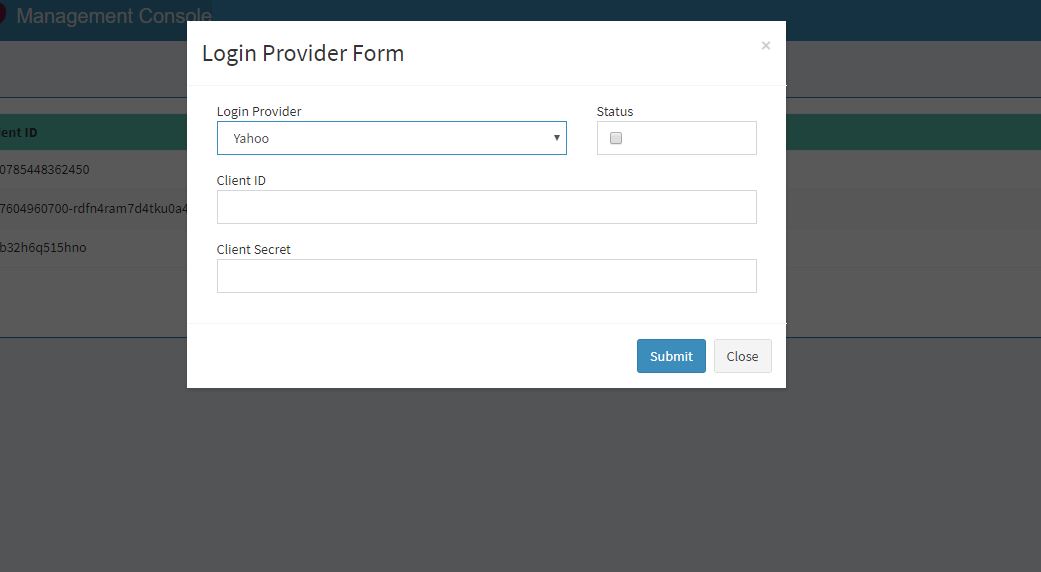 Management Console
Login Provider Form
×
Login Provider
Status
Yahoo
Client ID
Client Secret
Submit
Close
ent ID
0785448362450
7604960700-rdfn4ram7d4tku0a4
b32h6q515hno